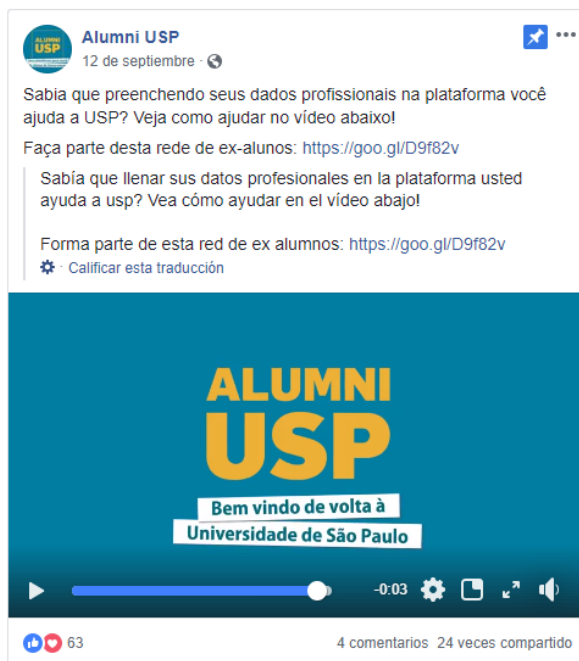 Alumni USP
12 de septiembre ·
Sabia que preenchendo seus dados profissionais na plataforma você
ajuda a USP? Veja como ajudar no vídeo abaixo!
Faça parte desta rede de ex-alunos: https://goo.gl/D9f82v
Sabía que llenar sus datos profesionales en la plataforma usted
ayuda a usp? Vea cómo ayudar en el vídeo abajo!
Forma parte de esta red de ex alumnos: https://goo.gl/D9f82v
· Calificar esta traducción
ALUMNI
USP
Bem vindo de volta à
Universidade de São Paulo
-0:03
63 4 comentarios 24 veces compartido